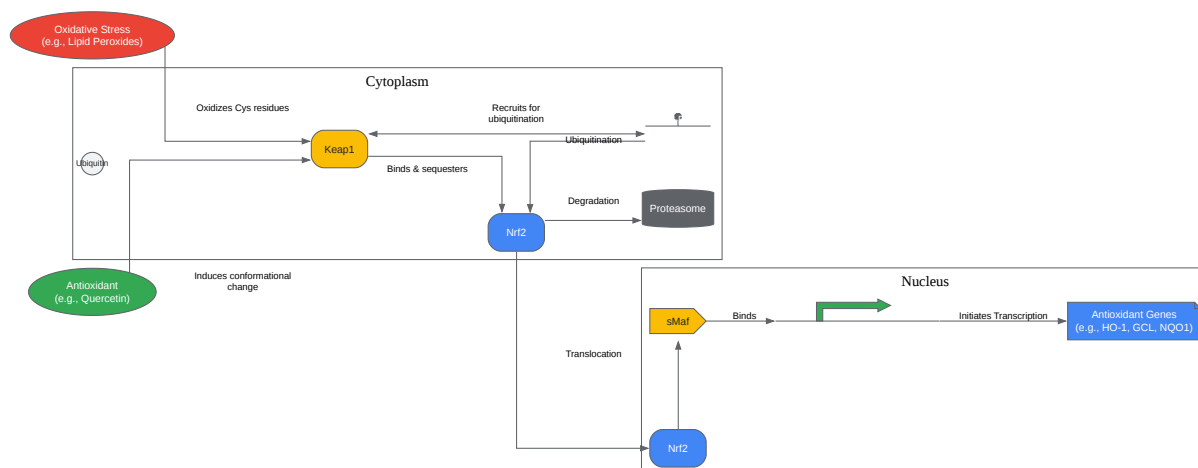 Oxidative Stress
(e.g., Lipid Peroxides)
Cytoplasm
Oxidizes Cys residues
Recruits for
ubiquitination
Ubiquitination
Keap1
Ubiquitin
Binds & sequesters
Degradation
Proteasome
Nrf2
Induces conformational
change
Antioxidant
(e.g., Quercetin)
Nucleus
sMaf
Binds
Initiates Transcription
Antioxidant Genes
(e.g., HO-1, GCL, NQO1)
Translocation
Nrf2